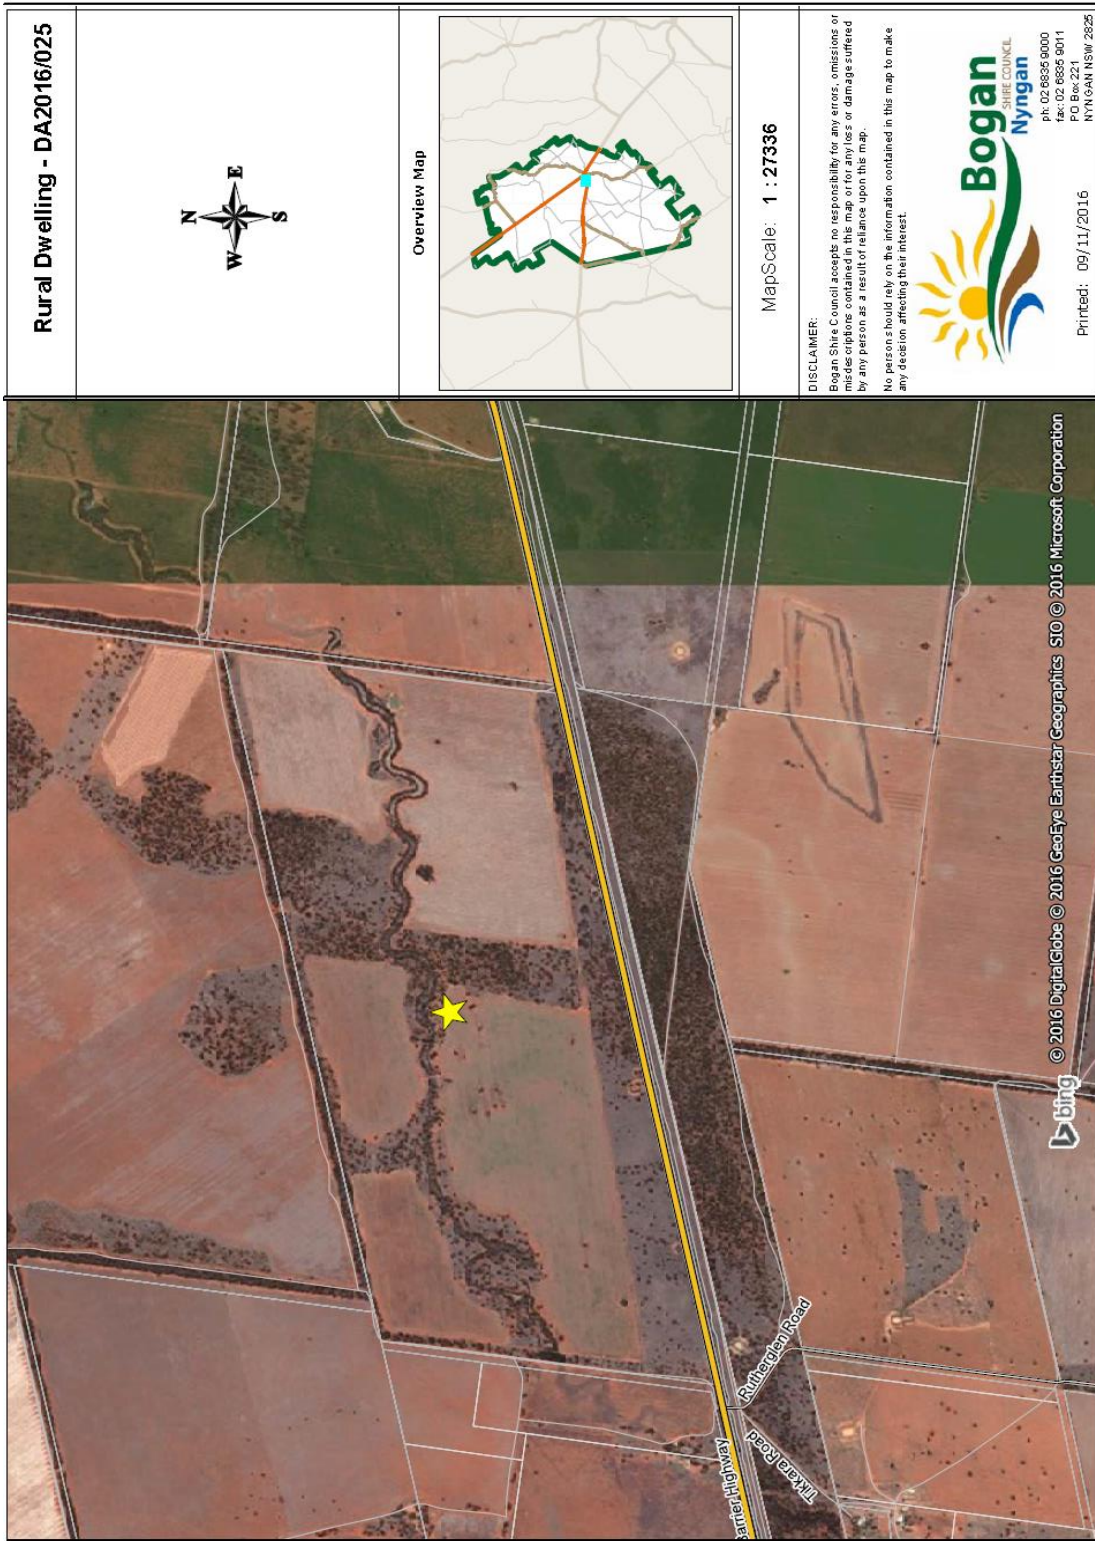 Rural Dwelling - DA2016/025
N
W
E
S
Overview Map
MapScale: 1 : 27336
DISCLAIMER:
Bogan Shire Council accepts no responsibility for any errors, omissions or
misdescriptions contained in this map or for any loss or damage suffered
by any person as a result of reliance upon this map.
No person should rely on the information contained in this map to make
any decision affecting their interest.
Bogan
SHIRE COUNCIL
Nyngan
ph: 02 6835 9000
fax: 02 6835 9011
PO Box 221
NYNGAN NSW 2825
Printed: 09/11/2016
Barrier Highway
Rutherglen Road
Tikkara Road
bing
© 2016 DigitalGlobe © 2016 GeoEye Earthstar Geographics SIO © 2016 Microsoft Corporation